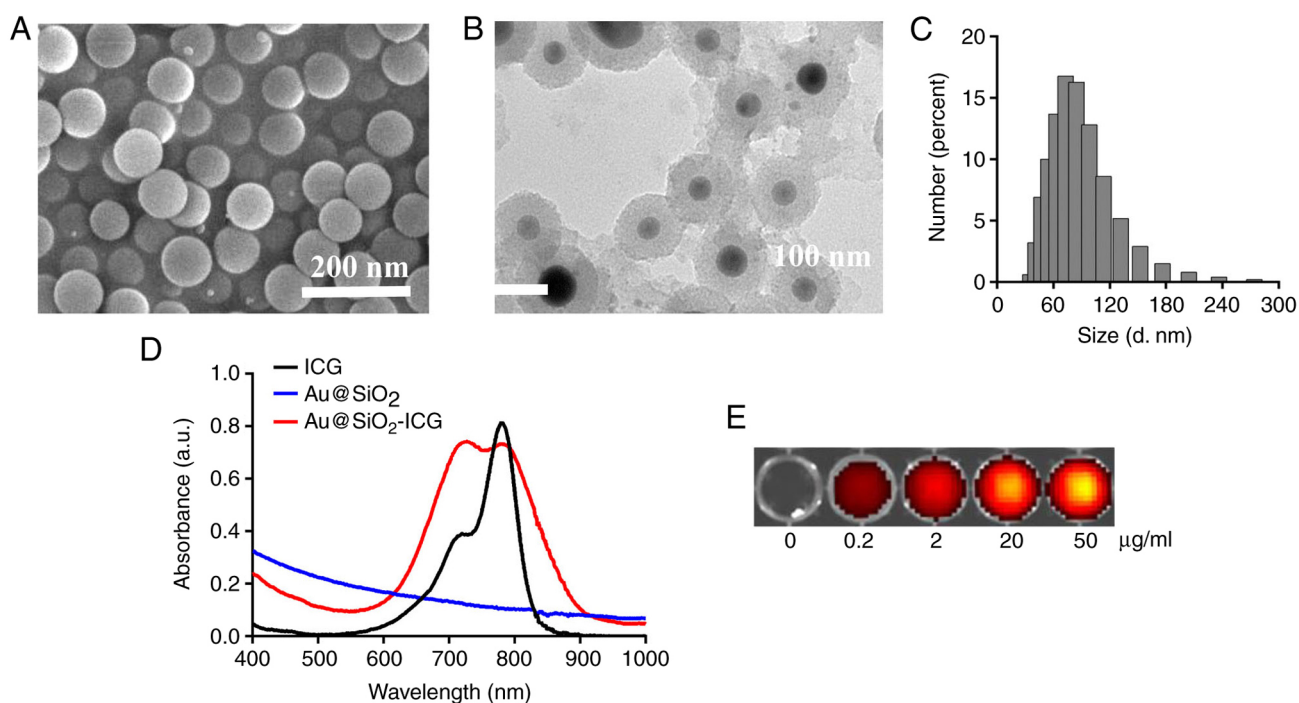 A
200 nm
B
100 nm
C
20
15
10
5
0
Number (percent)
0 60 120 180 240 300
Size (d. nm)
D
ICG
Au@SiO₂
Au@SiO₂-ICG
1.0
0.8
0.6
0.4
0.2
0.0
Absorbance (a.u.)
400 500 600 700 800 900 1000
Wavelength (nm)
E
0 0.2 2 20 50 µg/ml